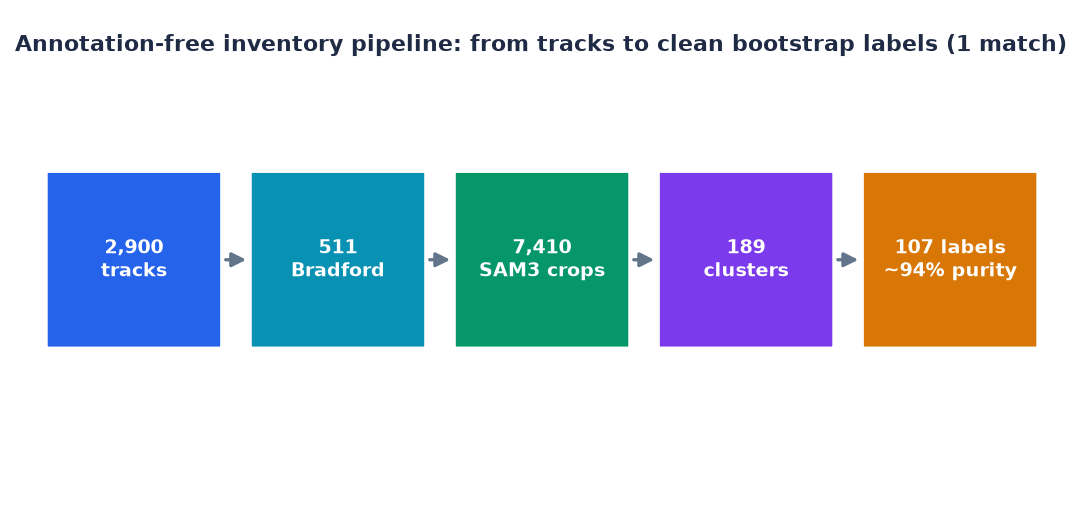 Annotation-free inventory pipeline: from tracks to clean bootstrap labels (1 match)
2,900
tracks
511
Bradford
7,410
SAM3 crops
189
clusters
107 labels
~94% purity